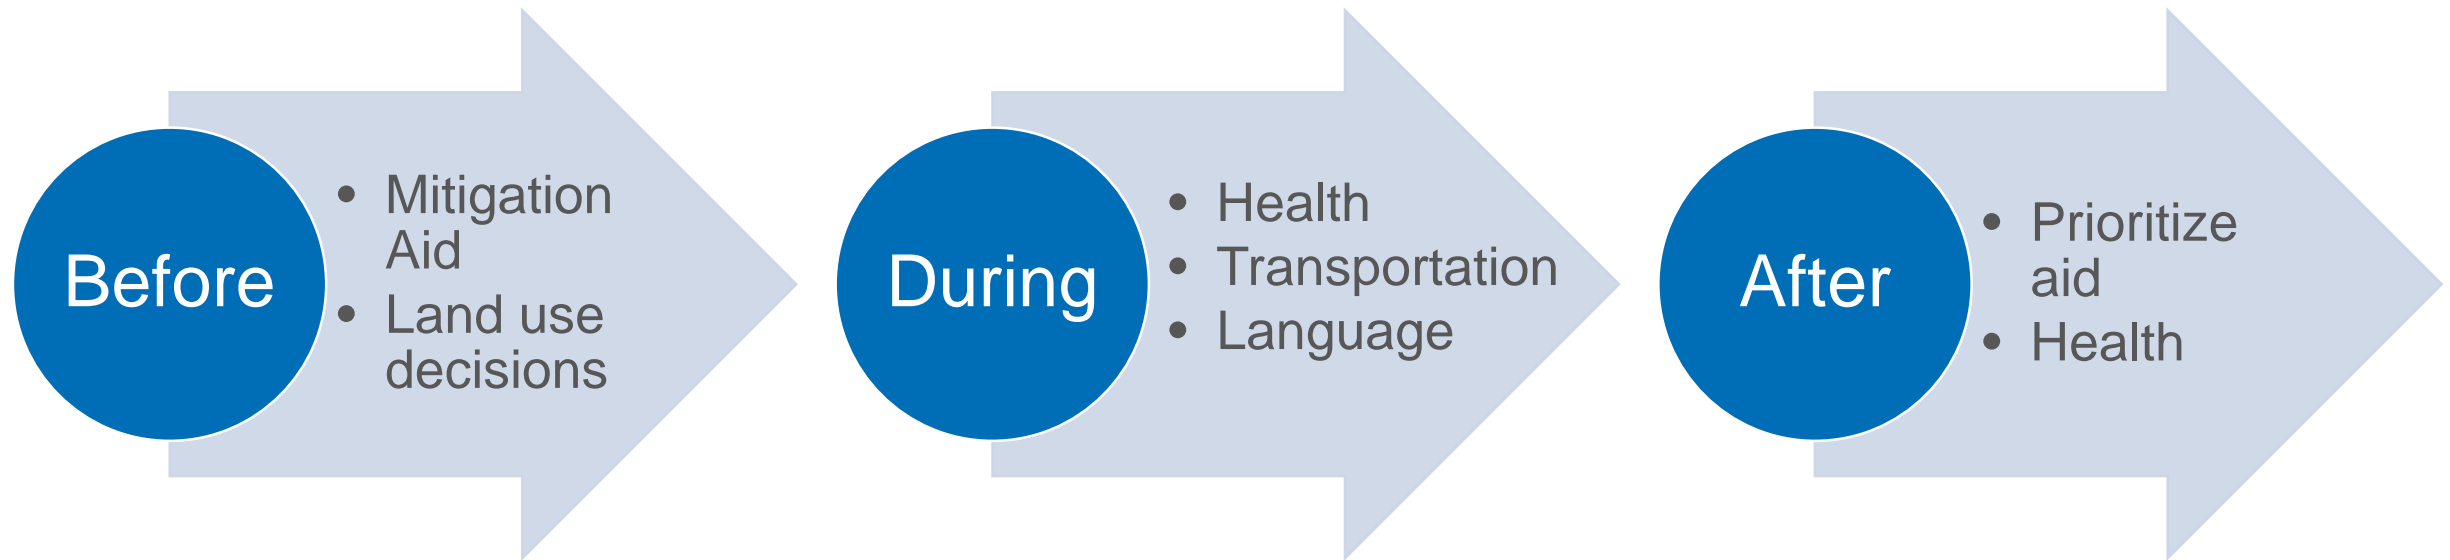 Before
• Mitigation
Aid
• Land use
decisions
During
• Health
• Transportation
• Language
After
• Prioritize
aid
• Health